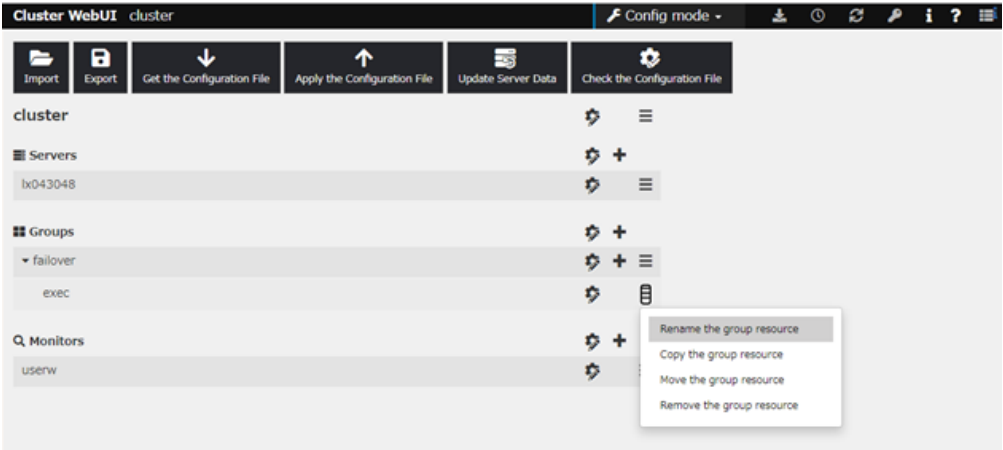 Cluster WebUI cluster Config mode
Import Export Get the Configuration File Apply the Configuration File Update Server Data Check the Configuration File
cluster
Servers
lx043048
Groups
failover
exec
Rename the group resource
Copy the group resource
Move the group resource
Remove the group resource
Monitors
userw